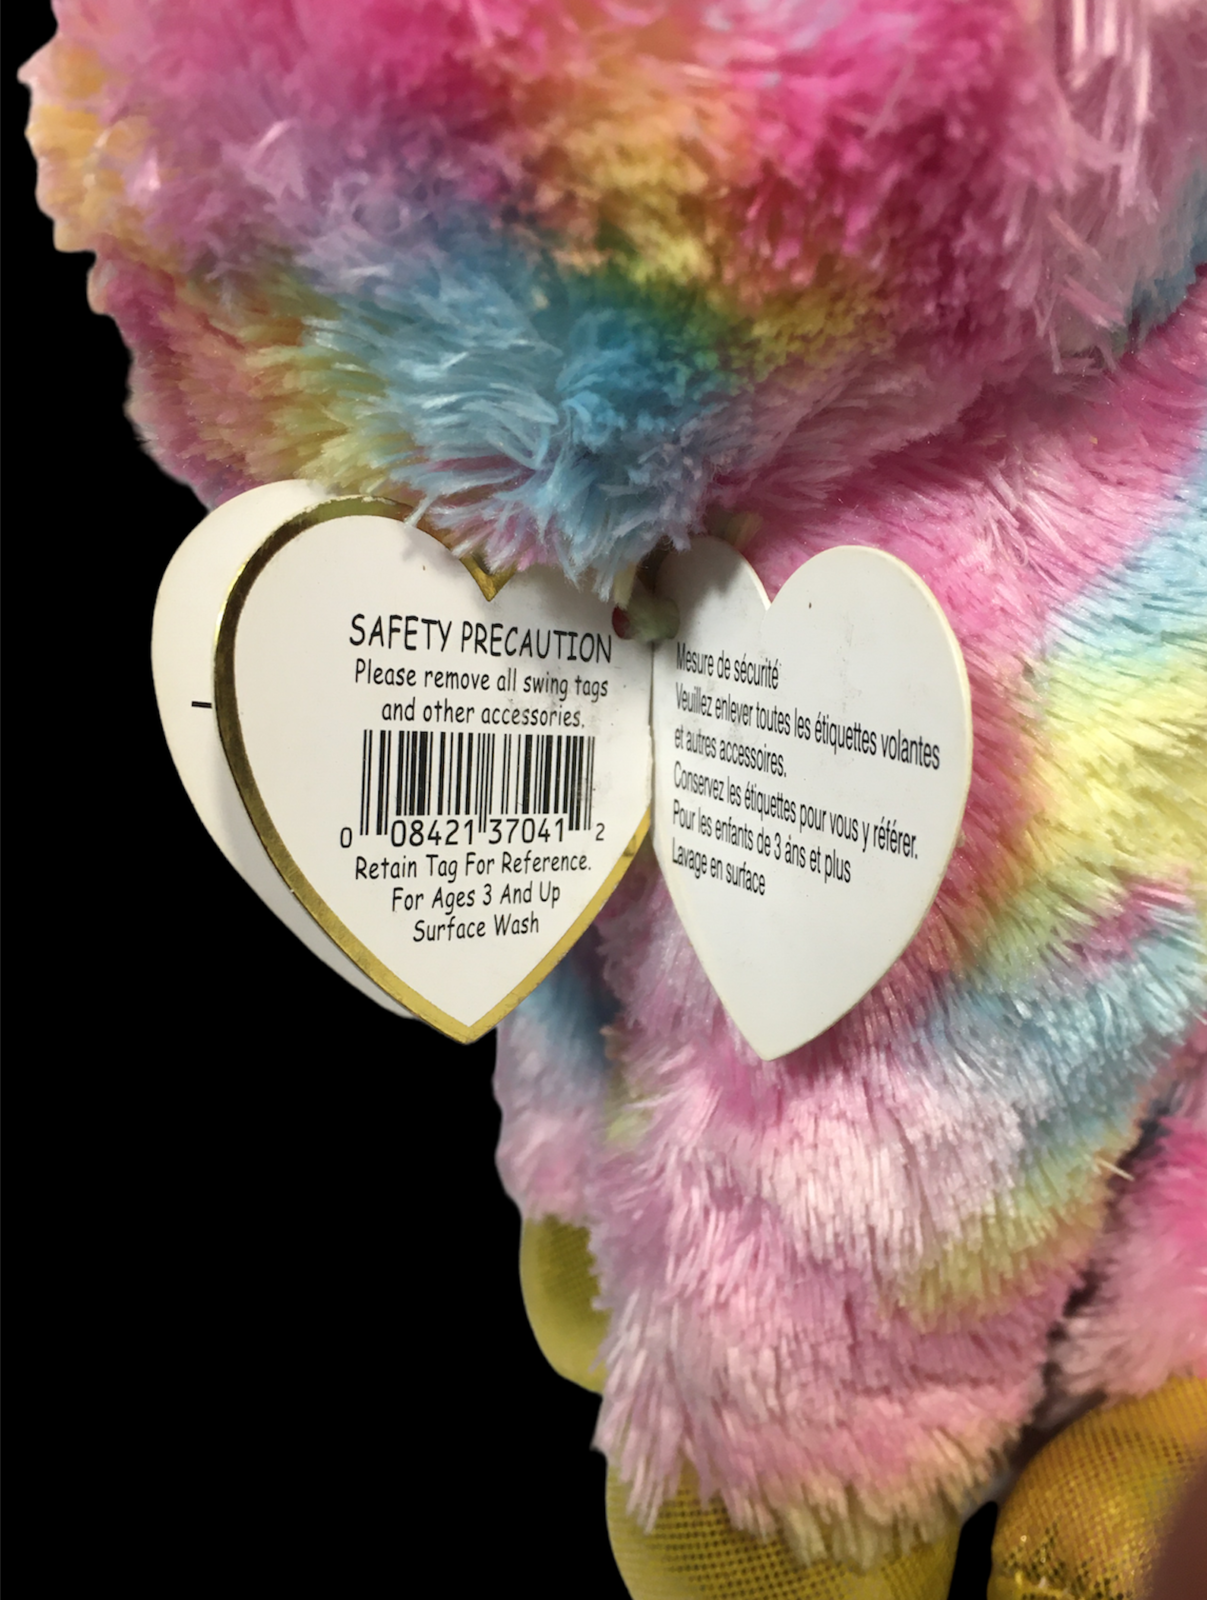 SAFETY PRECAUTION
Please remove all swing tags
and other accessories.
0 08421 37041 2
Retain Tag For Reference.
For Ages 3 And Up
Surface Wash
Mesure de sécurité
Veuillez enlever toutes les étiquettes volantes
et autres accessoires.
Conservez les étiquettes pour vous y référer.
Pour les enfants de 3 ans et plus
Lavage en surface